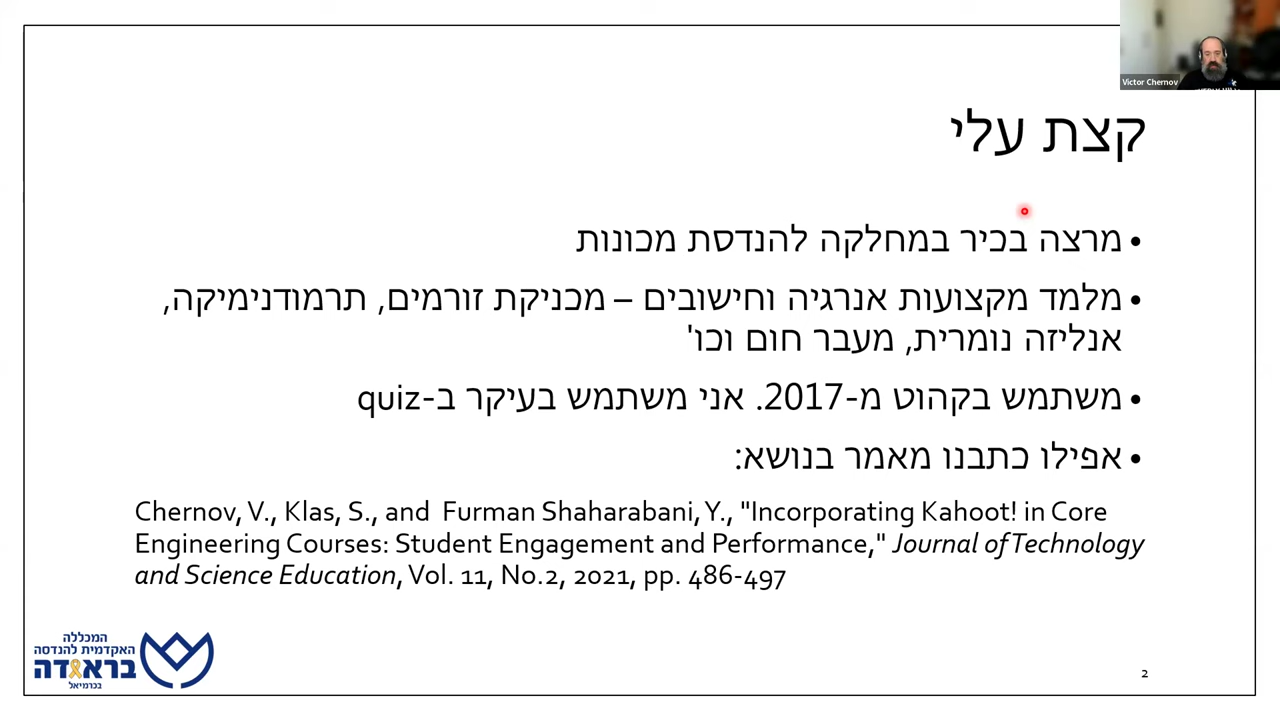 Victor Chernov
קצת עלי
• מרצה בכיר במחלקה להנדסת מכונות
• מלמד מקצועות אנרגיה וחישובים – מכניקת זורמים, תרמודנימיקה,
אנליזה נומרית, מעבר חום וכו'
• משתמש בקהוט מ-2017. אני משתמש בעיקר ב-quiz
• אפילו כתבנו מאמר בנושא:
Chernov, V., Klas, S., and Furman Shaharabani, Y., "Incorporating Kahoot! in Core
Engineering Courses: Student Engagement and Performance," Journal of Technology
and Science Education, Vol. 11, No.2, 2021, pp. 486-497
המכללה
האקדמית להנדסה
בראודה
בכרמיאל
2